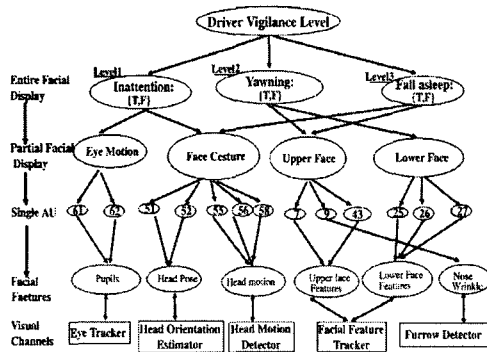 Driver Vigilance Level
Entire Facial
Display
Level1
Inattention:
{T,F}
Level2
Yawning:
{T,F}
Level3
Fall asleep:
{T,F}
Partial Facial
Display
Eye Motion
Face Cesture
Upper Face
Lower Face
Single AU
61
62
51
52
55
56
58
7
9
43
25
26
27
Facial
Factures
Pupils
Head Pose
Head motion
Upper face
Features
Lower Face
Features
Nose
Wrinkle
Visual
Channels
Eye Tracker
Head Orientation
Estimator
Head Motion
Detector
Facial Feature
Tracker
Furrow Detector